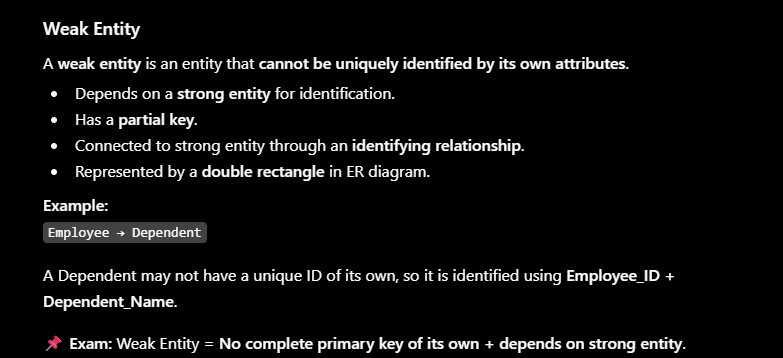 Weak Entity
A weak entity is an entity that cannot be uniquely identified by its own attributes.
• Depends on a strong entity for identification.
• Has a partial key.
• Connected to strong entity through an identifying relationship.
• Represented by a double rectangle in ER diagram.
Example:
Employee → Dependent
A Dependent may not have a unique ID of its own, so it is identified using Employee_ID +
Dependent_Name.
📌 Exam: Weak Entity = No complete primary key of its own + depends on strong entity.